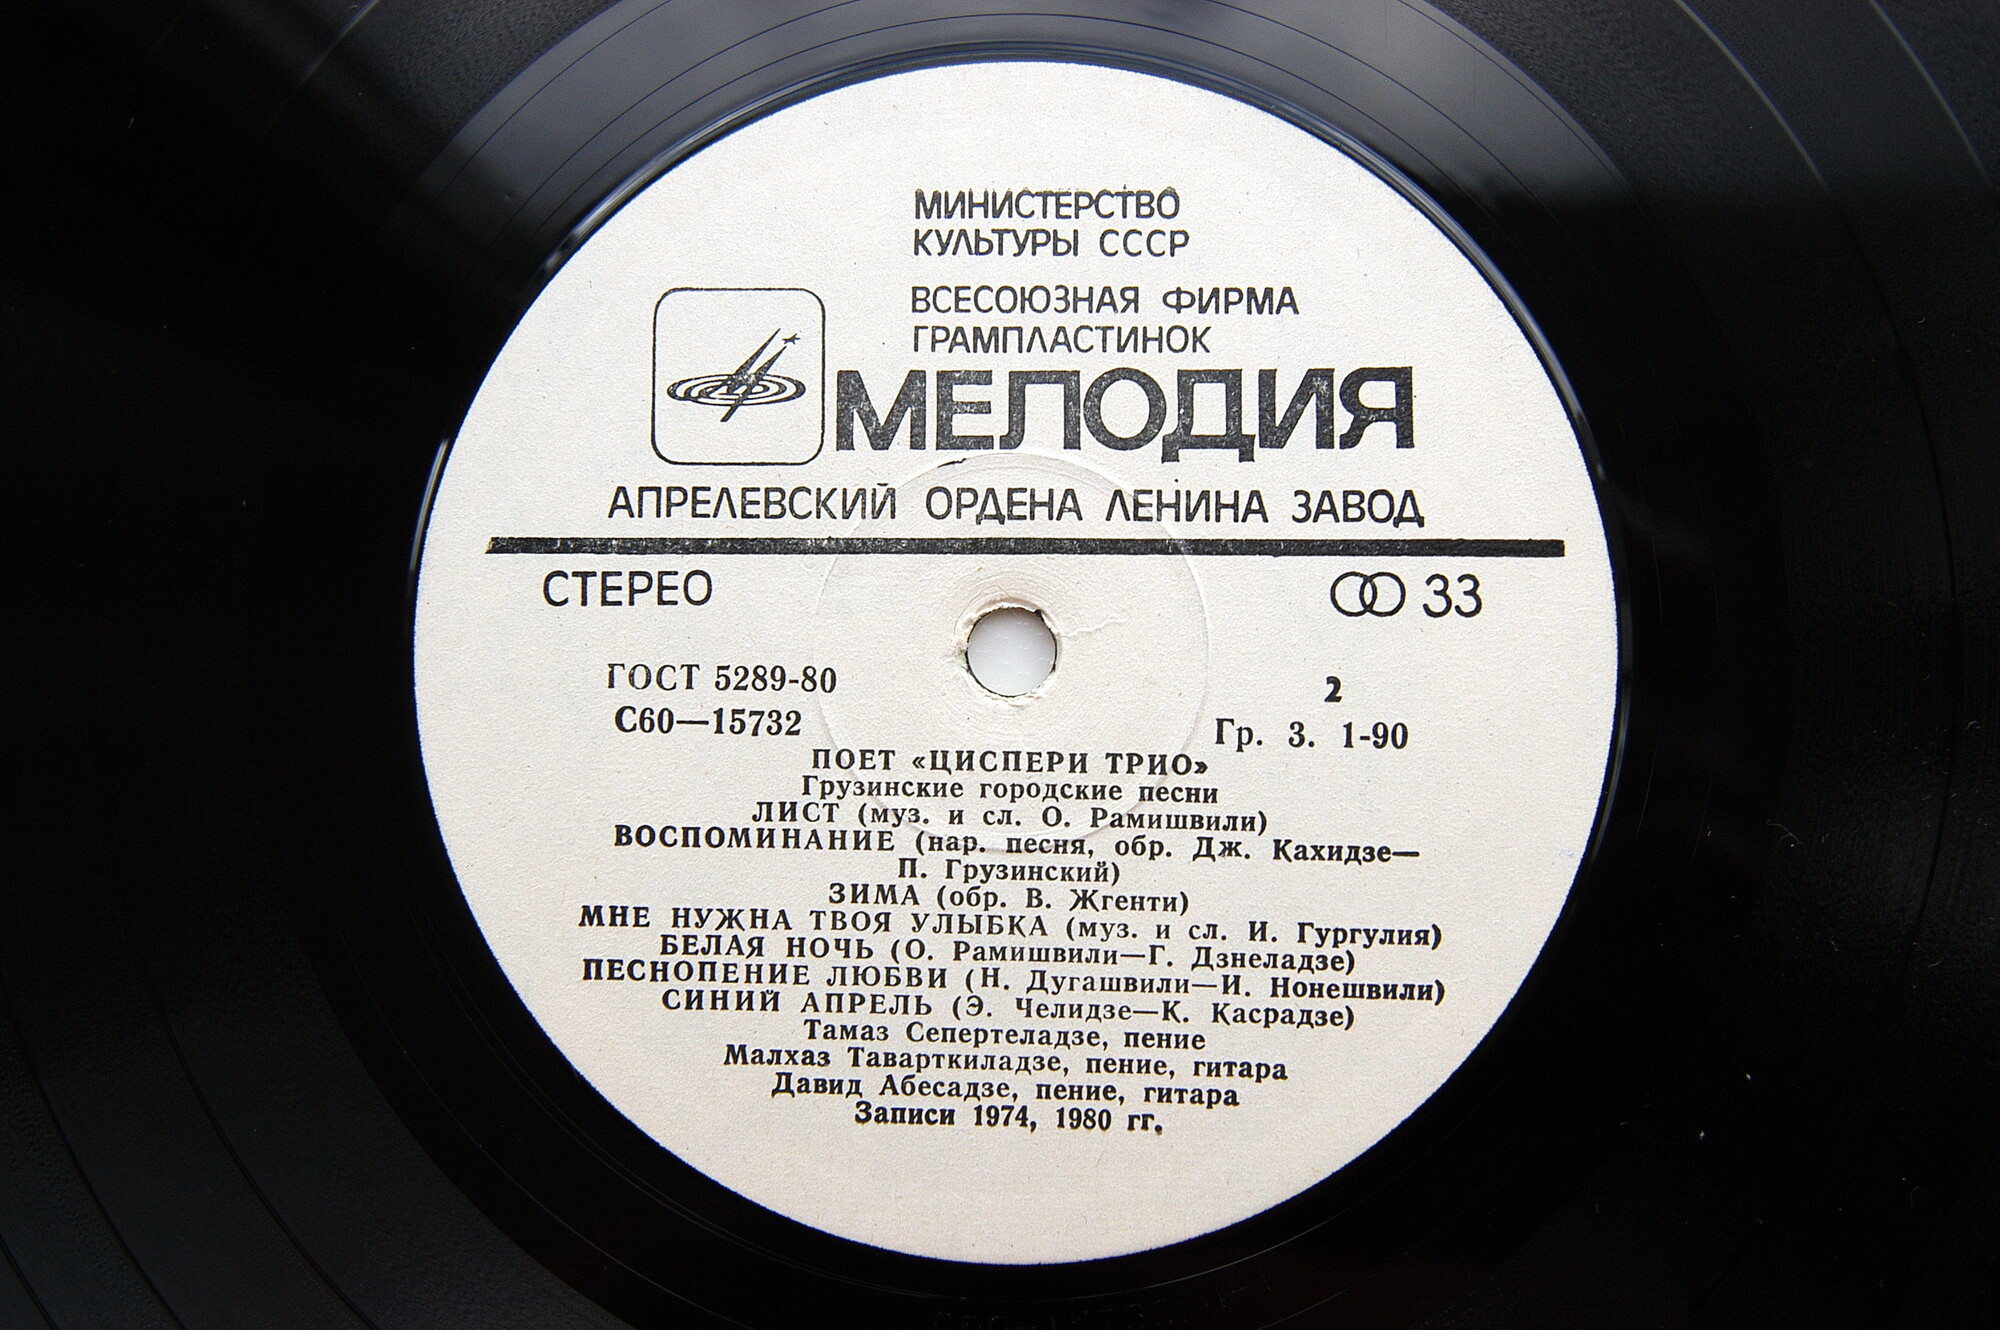 МИНИСТЕРСТВО
КУЛЬТУРЫ СССР
ВСЕСОЮЗНАЯ ФИРМА
ГРАМПЛАСТИНОК
МЕЛОДИЯ
АПРЕЛЕВСКИЙ ОРДЕНА ЛЕНИНА ЗАВОД
СТЕРЕО
33
ГОСТ 5289-80
2
С60—15732
Гр. 3. 1-90
ПОЕТ «ЦИСПЕРИ ТРИО»
Грузинские городские песни
ЛИСТ (муз. и сл. О. Рамишвили)
ВОСПОМИНАНИЕ (нар. песня, обр. Дж. Кахидзе—
П. Грузинский)
ЗИМА (обр. В. Жгенти)
МНЕ НУЖНА ТВОЯ УЛЫБКА (муз. и сл. И. Гургулия)
БЕЛАЯ НОЧЬ (О. Рамишвили—Г. Дзнеладзе)
ПЕСНОПЕНИЕ ЛЮБВИ (Н. Дугашвили—И. Нонешвили)
СИНИЙ АПРЕЛЬ (Э. Челидзе—К. Касрадзе)
Тамаз Сепертеладзе, пение
Малхаз Таварткиладзе, пение, гитара
Давид Абесадзе, пение, гитара
Записи 1974, 1980 гг.